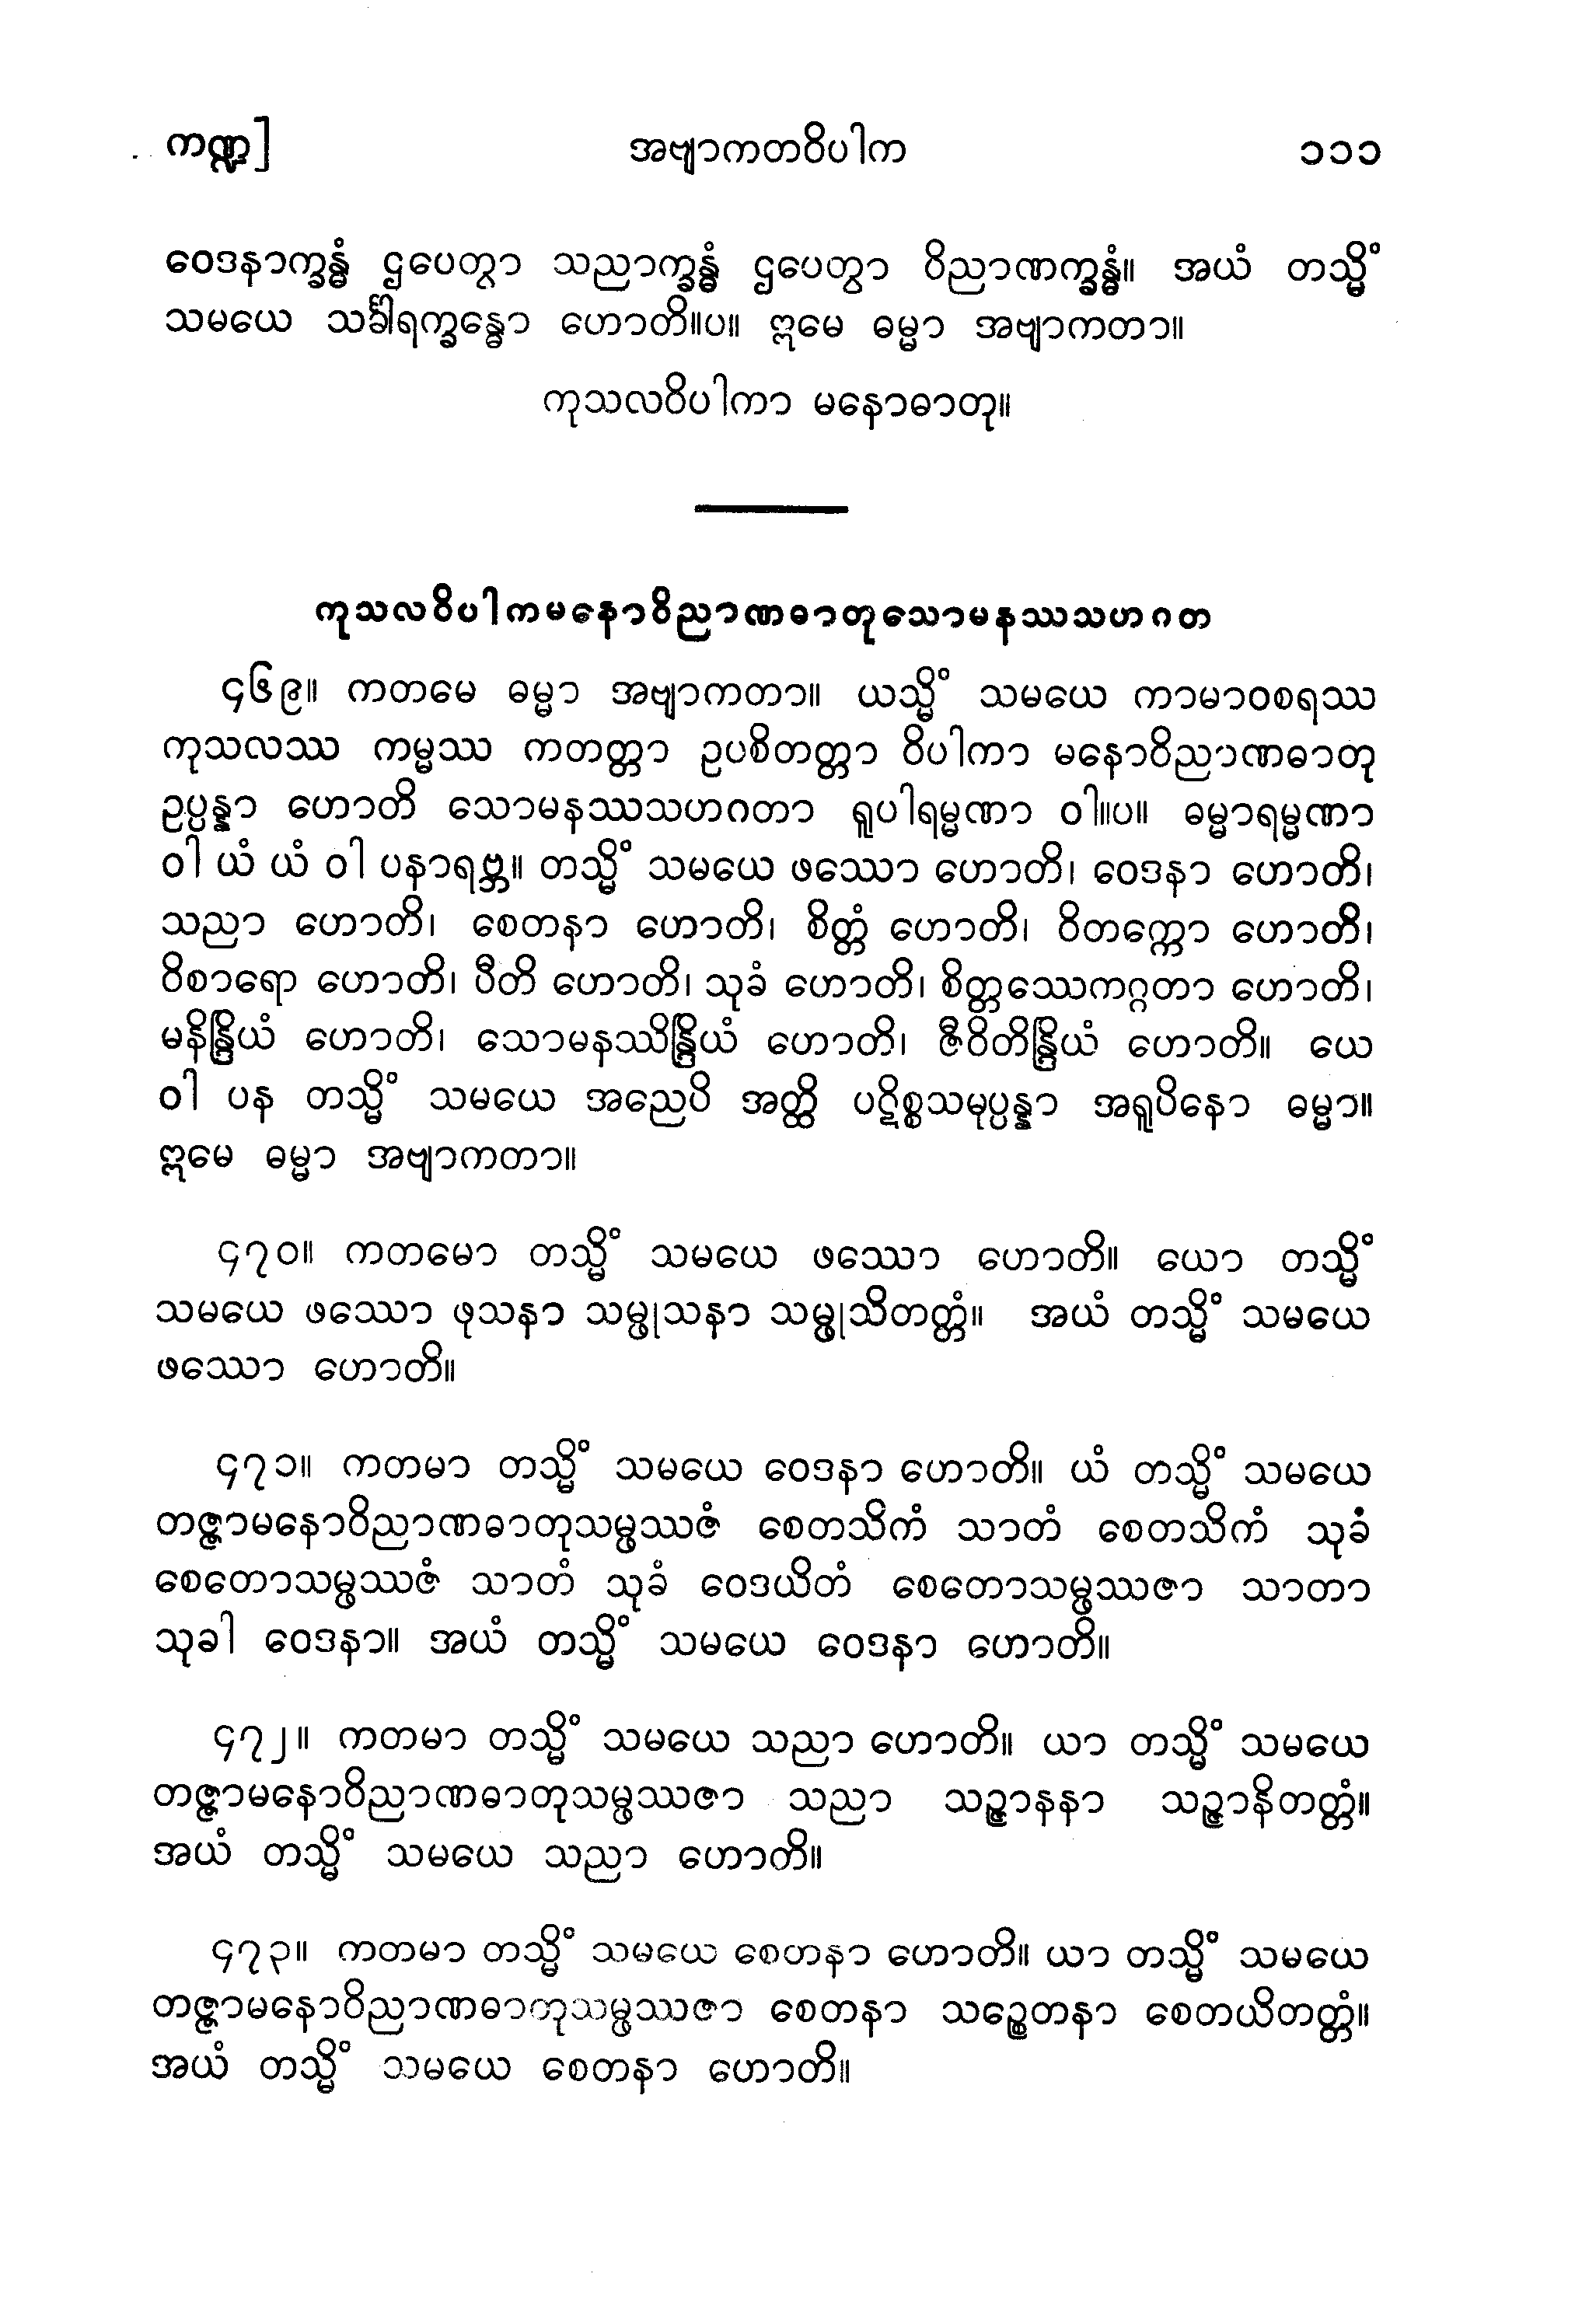 ကဏ္ဍ] အဗျာကတဝိပါက ၁၁၁
ဝေဒနာက္ခန္ဓံ ဌပေတွာ သညာက္ခန္ဓံ ဌပေတွာ ဝိညာဏက္ခန္ဓံ။ အယံ တသ္မိံ
သမယေ သင်္ခါရက္ခန္ဓော ဟောတိ။ပ။ ဣမေ ဓမ္မာ အဗျာကတာ။
ကုသလဝိပါကာ မနောဓာတု။
ကုသလဝိပါကမနောဝိညာဏဓာတုသောမနဿသဟဂတ
၄၆၉။ ကတမေ ဓမ္မာ အဗျာကတာ။ ယသ္မိံ သမယေ ကာမာဝစရဿ
ကုသလဿ ကမ္မဿ ကတတ္တာ ဥပစိတတ္တာ ဝိပါကာ မနောဝိညာဏဓာတု
ဥပ္ပန္နာ ဟောတိ သောမနဿသဟဂတာ ရူပါရမ္မဏာ ဝါ။ပ။ ဓမ္မာရမ္မဏာ
ဝါ ယံ ယံ ဝါ ပနာရဗ္ဘ။ တသ္မိံ သမယေ ဖဿော ဟောတိ၊ ဝေဒနာ ဟောတိ၊
သညာ ဟောတိ၊ စေတနာ ဟောတိ၊ စိတ္တံ ဟောတိ၊ ဝိတက္ကော ဟောတိ၊
ဝိစာရော ဟောတိ၊ ပီတိ ဟောတိ၊ သုခံ ဟောတိ၊ စိတ္တဿေကဂ္ဂတာ ဟောတိ၊
မနိန္ဒြိယံ ဟောတိ၊ သောမနဿိန္ဒြိယံ ဟောတိ၊ ဇီဝိတိန္ဒြိယံ ဟောတိ။ ယေ
ဝါ ပန တသ္မိံ သမယေ အညေပိ အတ္ထိ ပဋိစ္စသမုပ္ပန္နာ အရူပိနော ဓမ္မာ။
ဣမေ ဓမ္မာ အဗျာကတာ။
၄၇၀။ ကတမော တသ္မိံ သမယေ ဖဿော ဟောတိ။ ယော တသ္မိံ
သမယေ ဖဿော ဖုသနာ သမ္ဖုသနာ သမ္ဖုသိတတ္တံ။ အယံ တသ္မိံ သမယေ
ဖဿော ဟောတိ။
၄၇၁။ ကတမာ တသ္မိံ သမယေ ဝေဒနာ ဟောတိ။ ယံ တသ္မိံ သမယေ
တဇ္ဇာမနောဝိညာဏဓာတုသမ္ဖဿဇံ စေတသိကံ သာတံ စေတသိကံ သုခံ
စေတောသမ္ဖဿဇံ သာတံ သုခံ ဝေဒယိတံ စေတောသမ္ဖဿဇာ သာတာ
သုခါ ဝေဒနာ။ အယံ တသ္မိံ သမယေ ဝေဒနာ ဟောတိ။
၄၇၂။ ကတမာ တသ္မိံ သမယေ သညာ ဟောတိ။ ယာ တသ္မိံ သမယေ
တဇ္ဇာမနောဝိညာဏဓာတုသမ္ဖဿဇာ သညာ သဉ္ဇာနနာ သဉ္ဇာနိတတ္တံ။
အယံ တသ္မိံ သမယေ သညာ ဟောတိ။
၄၇၃။ ကတမာ တသ္မိံ သမယေ စေတနာ ဟောတိ။ ယာ တသ္မိံ သမယေ
တဇ္ဇာမနောဝိညာဏဓာတုသမ္ဖဿဇာ စေတနာ သဉ္စေတနာ စေတယိတတ္တံ။
အယံ တသ္မိံ သမယေ စေတနာ ဟောတိ။